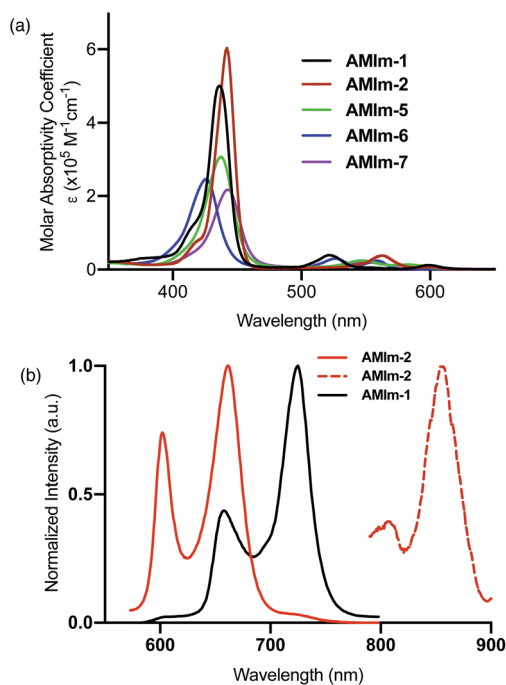 (a)
Molar Absorptivity Coefficient
ε (x10⁵ M⁻¹cm⁻¹)
6
4
2
0
400
500
600
Wavelength (nm)
AMIm-1
AMIm-2
AMIm-5
AMIm-6
AMIm-7
(b)
Normalized Intensity (a.u.)
1.0
0.5
0.0
600
700
800
900
Wavelength (nm)
AMIm-2
AMIm-2
AMIm-1